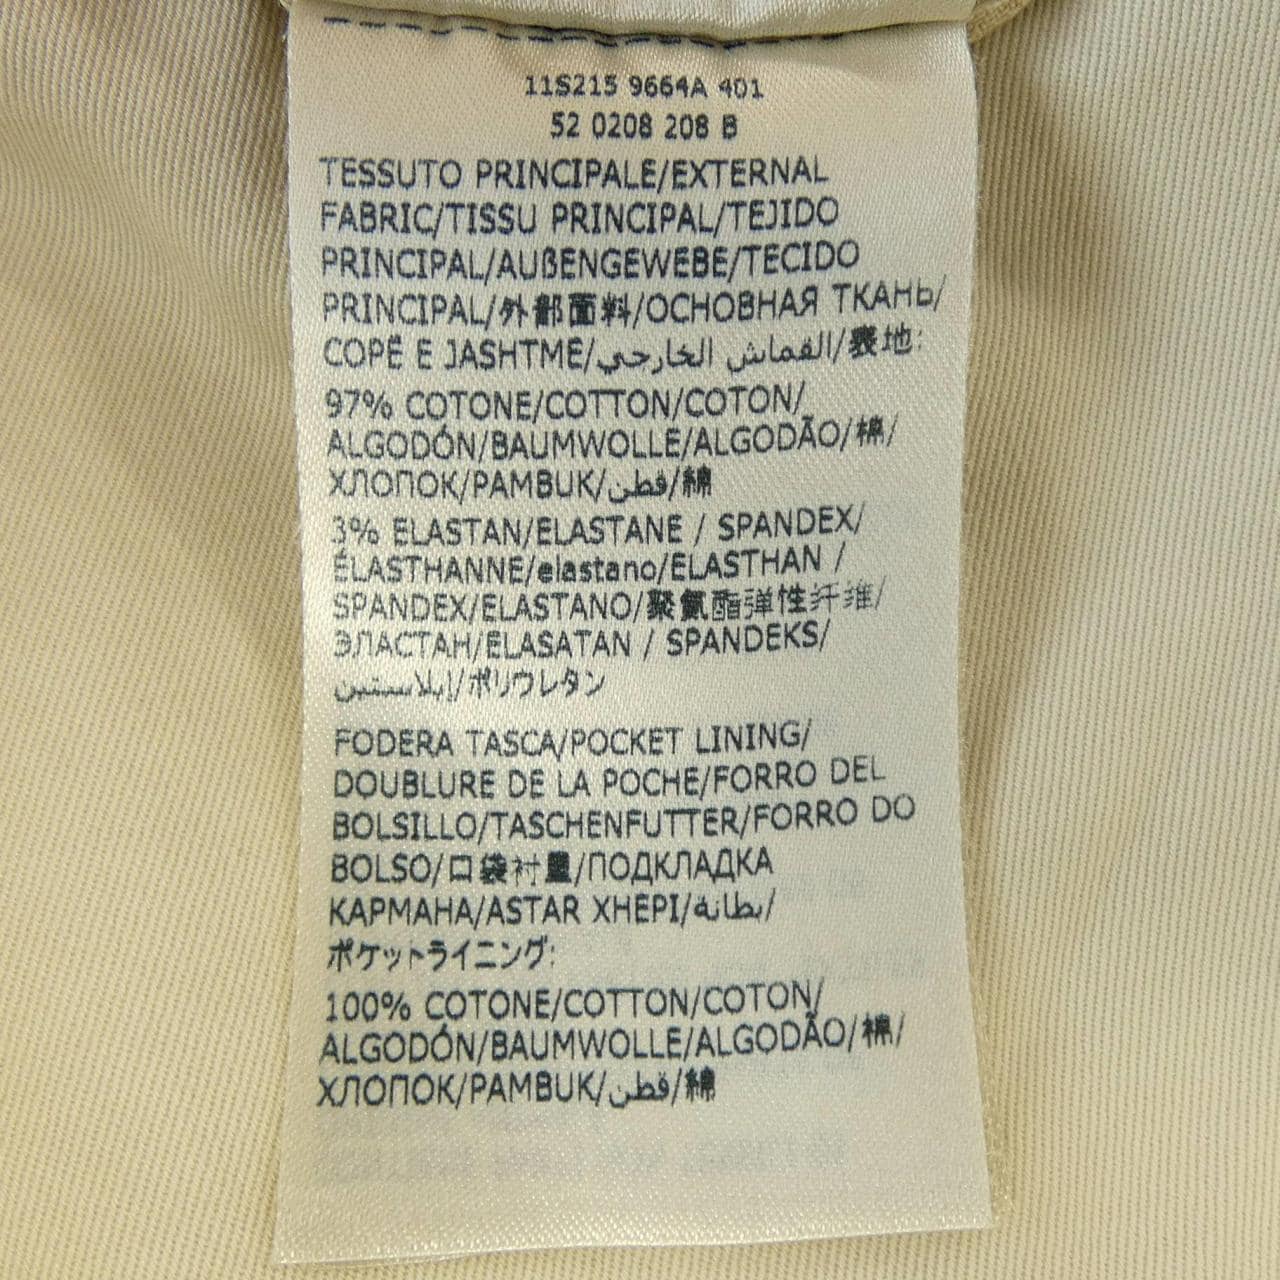 11S215 9664A 401
52 0208 208 B
TESSUTO PRINCIPALE/EXTERNAL
FABRIC/TISSU PRINCIPAL/TEJIDO
PRINCIPAL/AUßENGEWEBE/TECIDO
PRINCIPAL/外部面料/ОСНОВНАЯ ТКАНЬ/
COPË E JASHTME/القماش الخارجي/表地:
97% COTONE/COTTON/COTON/
ALGODÓN/BAUMWOLLE/ALGODÃO/棉/
ХЛОПОК/PAMBUK/قطن/綿
3% ELASTAN/ELASTANE / SPANDEX/
ÉLASTHANNE/elastano/ELASTHAN /
SPANDEX/ELASTANO/聚氨酯弹性纤维/
ЭЛАСТАН/ELASATAN / SPANDEKS/
إيلاستين/ポリウレタン
FODERA TASCA/POCKET LINING/
DOUBLURE DE LA POCHE/FORRO DEL
BOLSILLO/TASCHENFUTTER/FORRO DO
BOLSO/口袋衬里/ПОДКЛАДКА
КАРМАНА/ASTAR XHEPI/بطانة/
ポケットライニング:
100% COTONE/COTTON/COTON/
ALGODÓN/BAUMWOLLE/ALGODÃO/棉/
ХЛОПОК/PAMBUK/قطن/綿